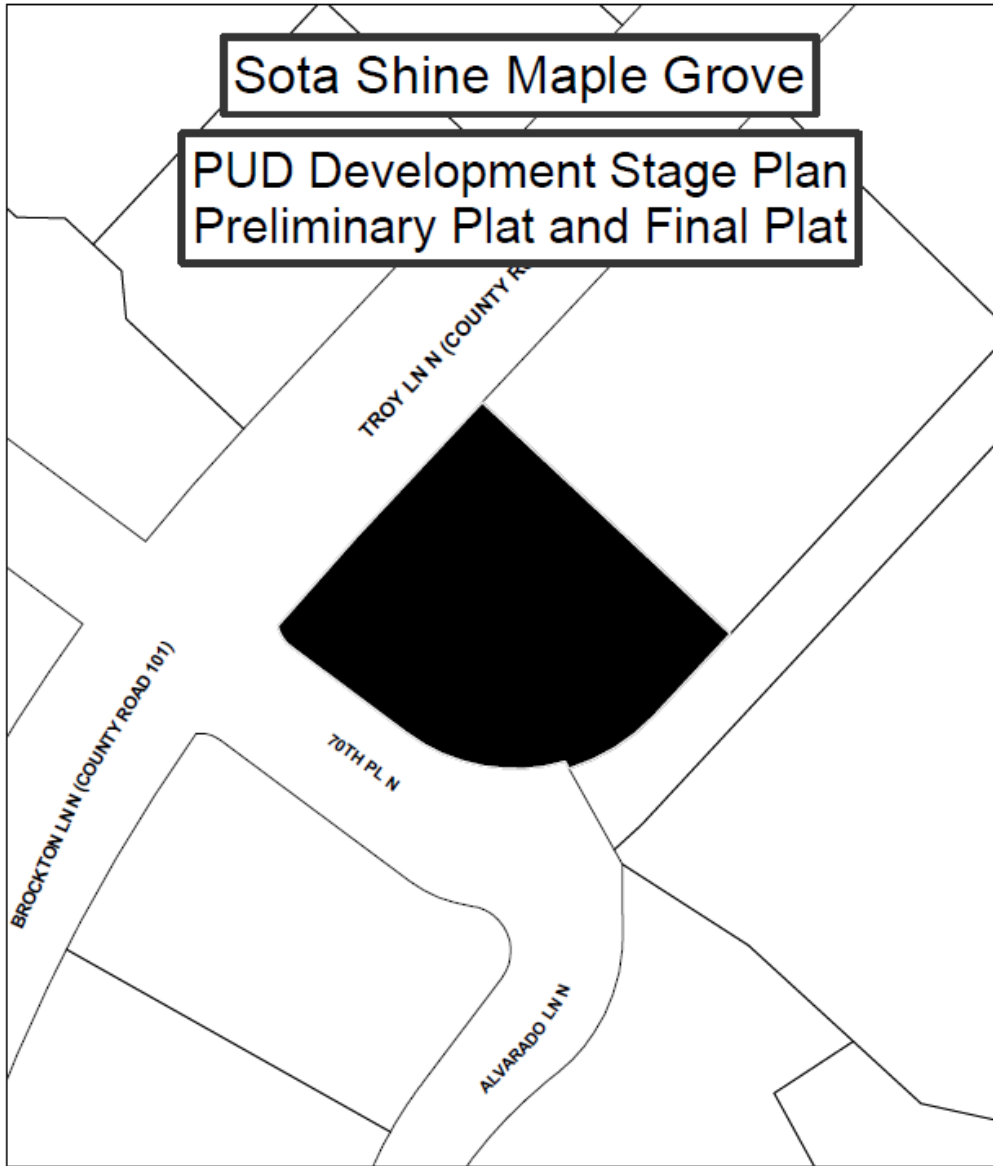 Sota Shine Maple Grove
PUD Development Stage Plan
Preliminary Plat and Final Plat
TROY LN N (COUNTY
BROCKTON LN N (COUNTY ROAD 101)
70TH PL N
ALVARADO LN N